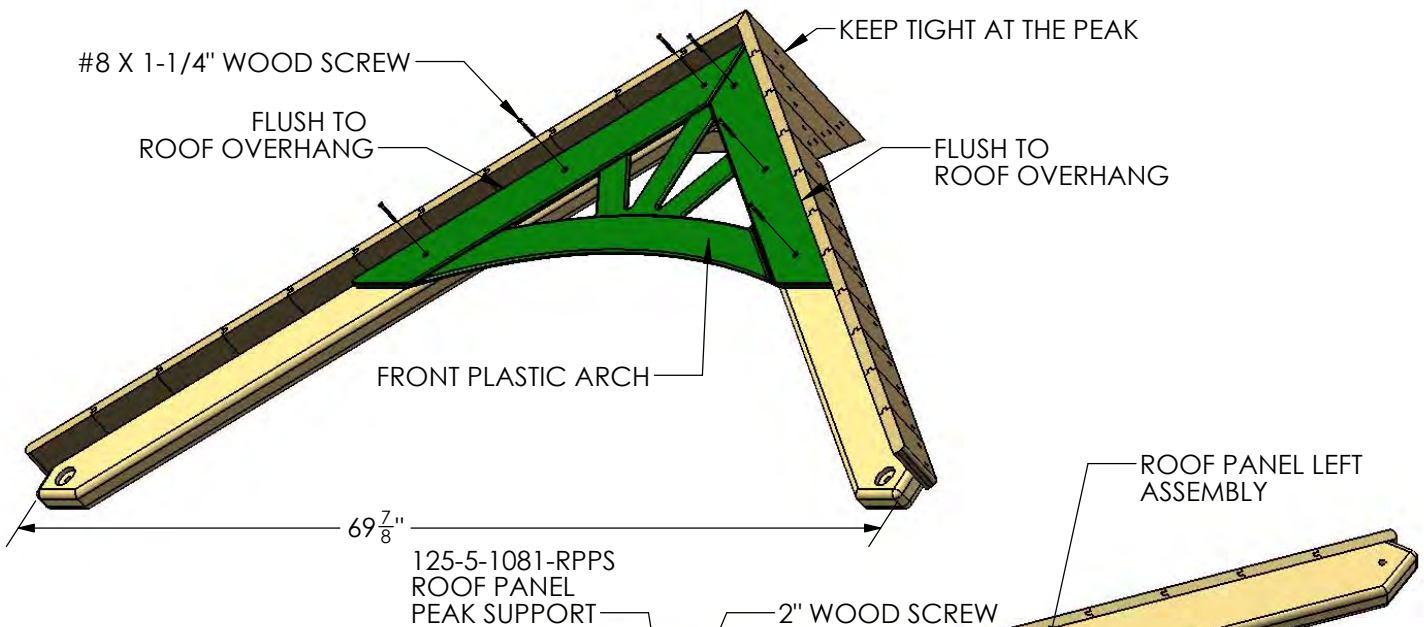 KEEP TIGHT AT THE PEAK
#8 X 1-1/4" WOOD SCREW
FLUSH TO
ROOF OVERHANG
FLUSH TO
ROOF OVERHANG
FRONT PLASTIC ARCH
ROOF PANEL LEFT
ASSEMBLY
69 7/8"
125-5-1081-RPPS
ROOF PANEL
PEAK SUPPORT
2" WOOD SCREW